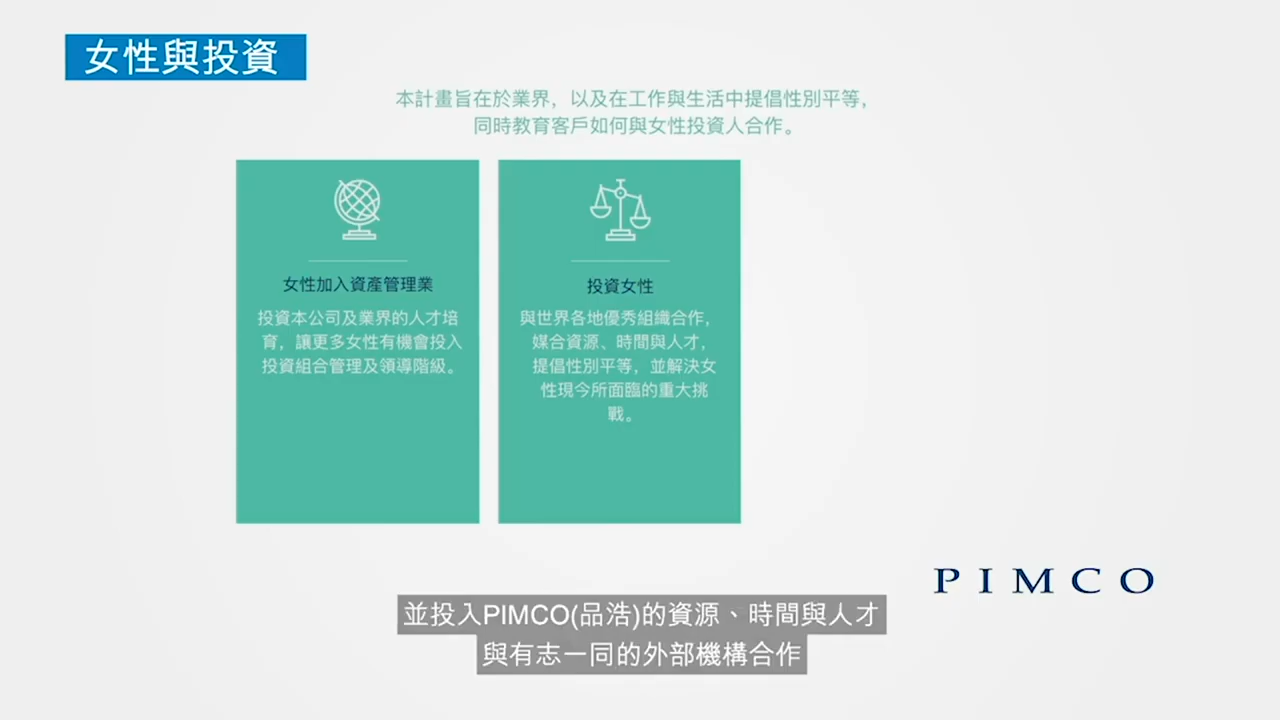 女性與投資
本計畫旨在於業界，以及在工作與生活中提倡性別平等，
同時教育客戶如何與女性投資人合作。
女性加入資產管理業
投資本公司及業界的人才培
育，讓更多女性有機會投入
投資組合管理及領導階級。
投資女性
與世界各地優秀組織合作，
媒合資源、時間與人才，
提倡性別平等，並解決女
性現今所面臨的重大挑
戰。
PIMCO
並投入PIMCO(品浩)的資源、時間與人才
與有志一同的外部機構合作